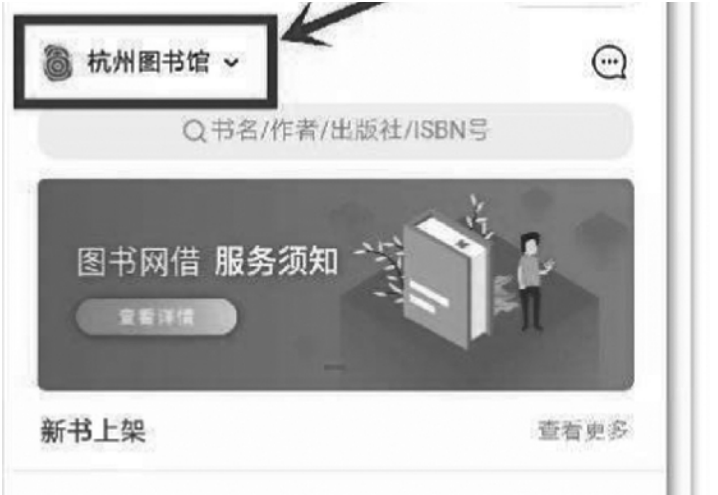 杭州图书馆
书名/作者/出版社/ISBN号
图书网借 服务须知
查看详情
新书上架
查看更多